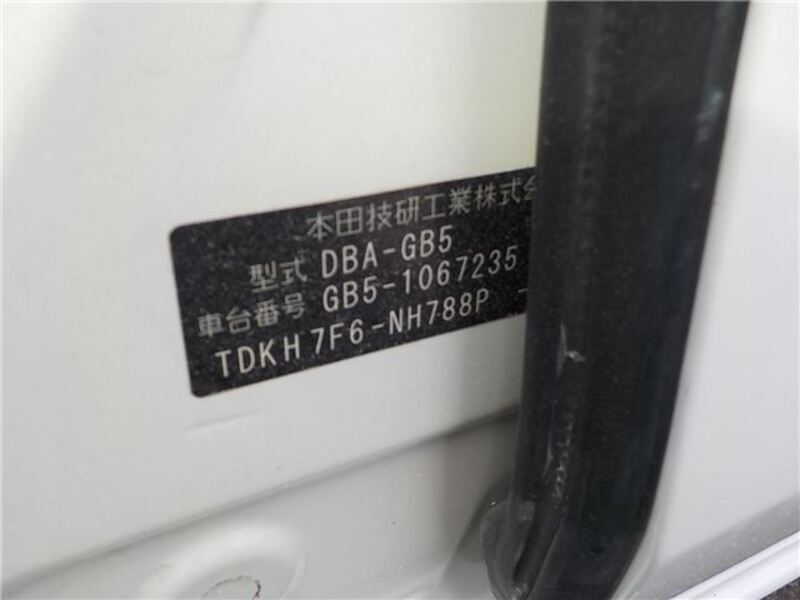 本田技研工業株式会
型式 DBA-GB5
車台番号 GB5-1067235
TDKH7F6-NH788P -